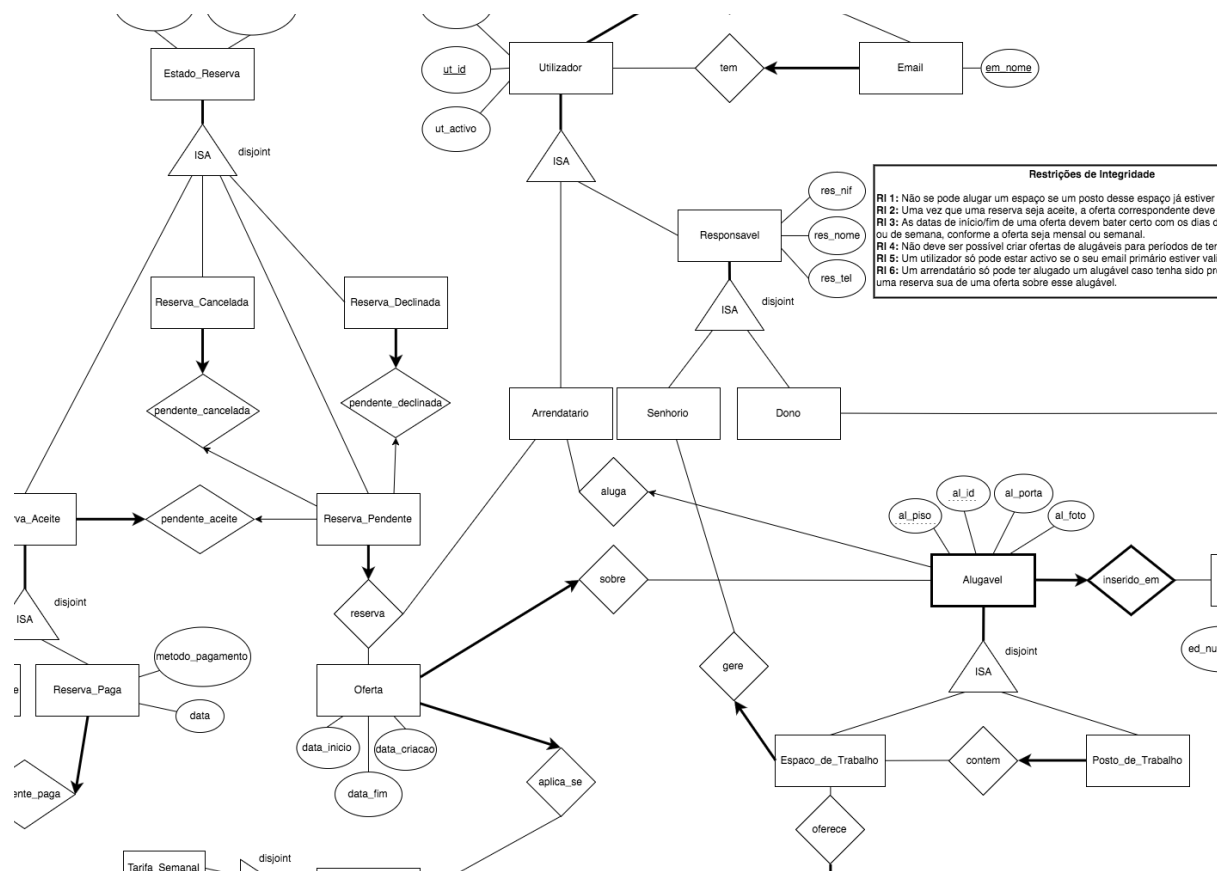 Estado_Reserva
Utilizador
tem
Email
em_nome
ut_id
ut_activo
ISA
disjoint
ISA
Restrições de Integridade
RI 1: Não se pode alugar um espaço se um posto desse espaço já estiver
RI 2: Uma vez que uma reserva seja aceite, a oferta correspondente deve
RI 3: As datas de início/fim de uma oferta devem bater certo com os dias d
ou de semana, conforme a oferta seja mensal ou semanal.
RI 4: Não deve ser possível criar ofertas de alugáveis para períodos de ter
RI 5: Um utilizador só pode estar activo se o seu email primário estiver vali
RI 6: Um arrendatário só pode ter alugado um alugável caso tenha sido pr
uma reserva sua de uma oferta sobre esse alugável.
res_nif
Responsavel
res_nome
res_tel
Reserva_Cancelada
Reserva_Declinada
ISA
disjoint
pendente_cancelada
pendente_declinada
Arrendatario
Senhorio
Dono
aluga
al_piso
al_id
al_porta
al_foto
va_Aceite
pendente_aceite
Reserva_Pendente
sobre
Alugavel
inserido_em
ISA
disjoint
reserva
metodo_pagamento
data
e
Reserva_Paga
Oferta
gere
ISA
disjoint
ed_nu
data_inicio
data_criacao
data_fim
aplica_se
Espaco_de_Trabalho
contem
Posto_de_Trabalho
ente_paga
oferece
Tarifa_Semanal
disjoint